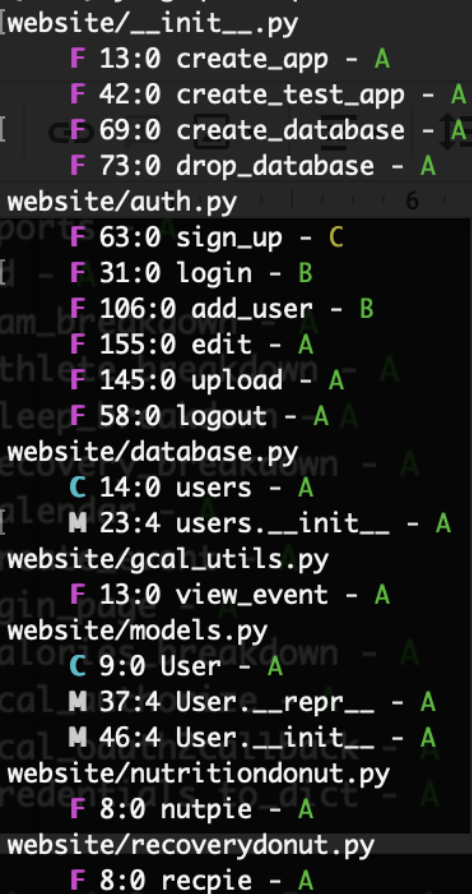 website/__init__.py
F 13:0 create_app - A
F 42:0 create_test_app - A
F 69:0 create_database - A
F 73:0 drop_database - A
website/auth.py
6
F 63:0 sign_up - C
F 31:0 login - B
F 106:0 add_user - B
F 155:0 edit - A
F 145:0 upload - A
F 58:0 logout - A
website/database.py
C 14:0 users - A
M 23:4 users.__init__ - A
website/gcal_utils.py
F 13:0 view_event - A
website/models.py
C 9:0 User - A
M 37:4 User.__repr__ - A
M 46:4 User.__init__ - A
website/nutritiondonut.py
F 8:0 nutpie - A
website/recoverydonut.py
F 8:0 recpie - A